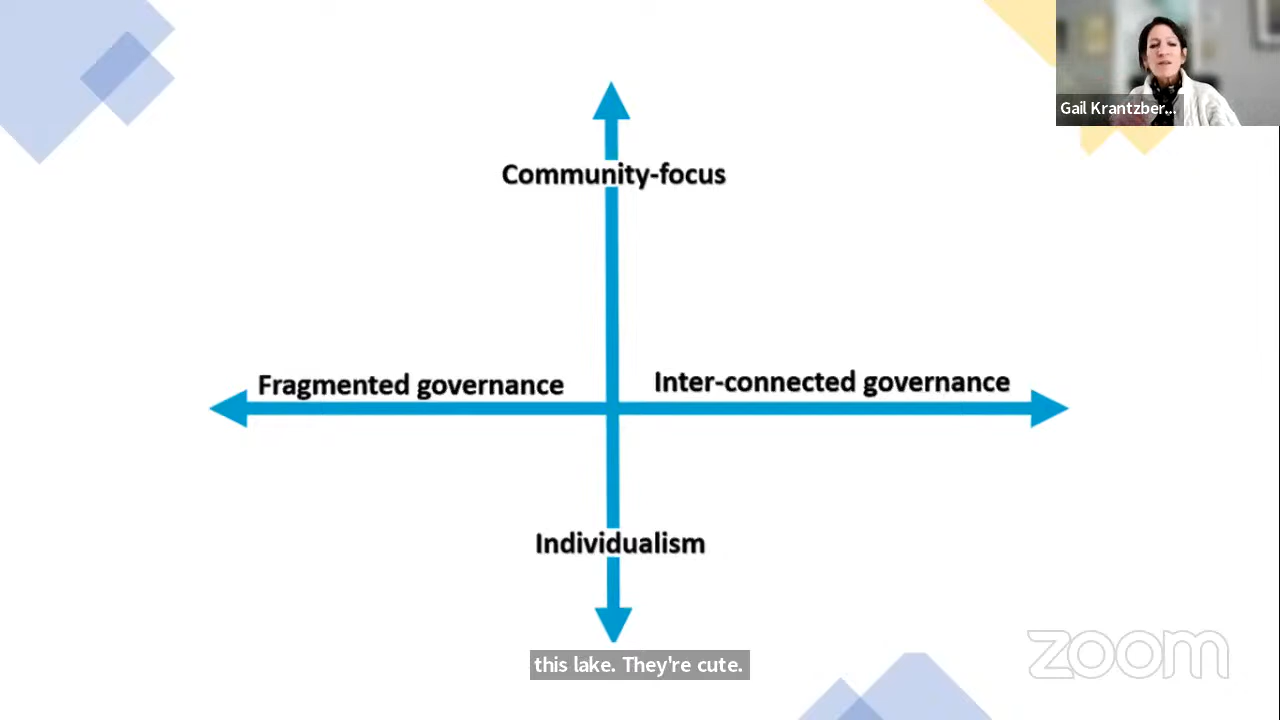 Gail Krantzber...
Community-focus
Fragmented governance
Inter-connected governance
Individualism
this lake. They're cute.
zoom